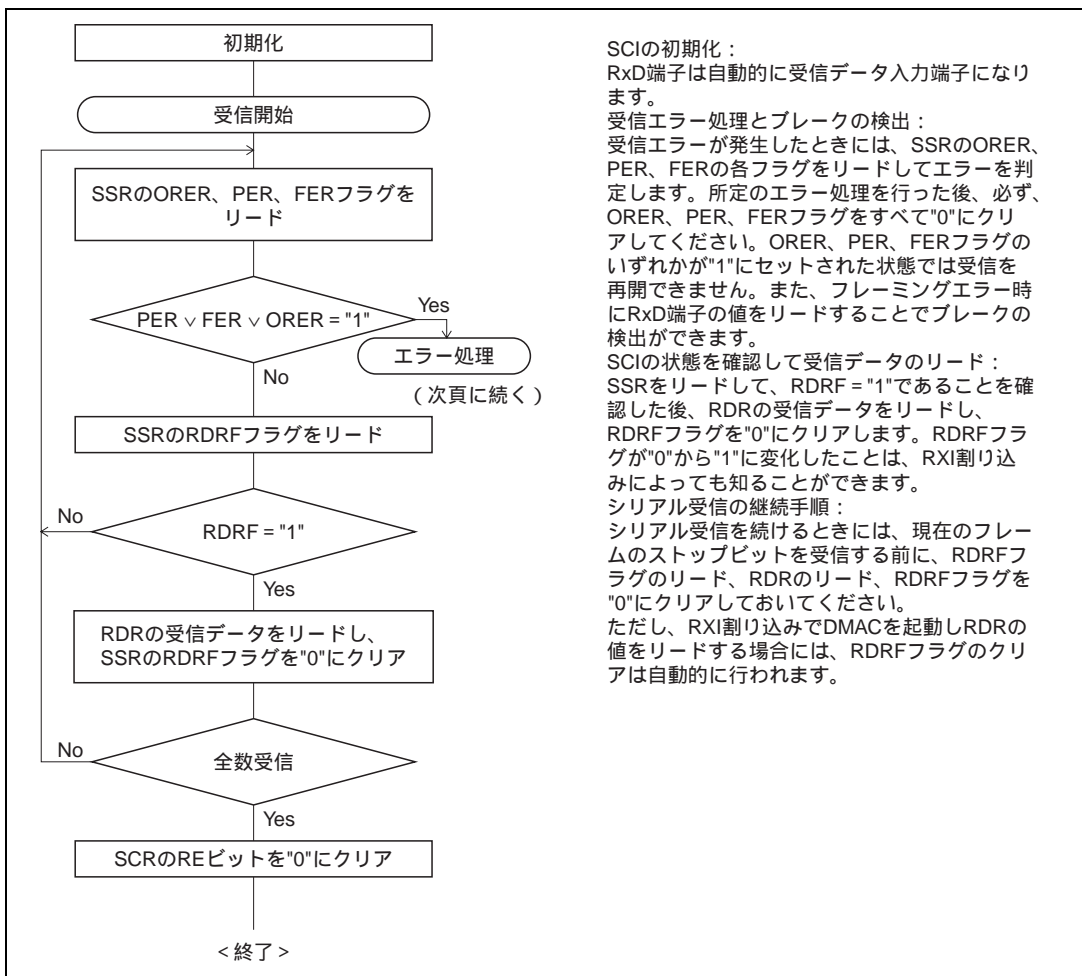 初期化
受信開始
SSRのORER、PER、FERフラグを
リード
PER ∨ FER ∨ ORER = "1"
Yes
エラー処理
No
（次頁に続く）
SSRのRDRFフラグをリード
No
RDRF = "1"
Yes
RDRの受信データをリードし、
SSRのRDRFフラグを"0"にクリア
No
全数受信
Yes
SCRのREビットを"0"にクリア
＜終了＞
SCIの初期化：
RxD端子は自動的に受信データ入力端子になり
ます。
受信エラー処理とブレークの検出：
受信エラーが発生したときには、SSRのORER、
PER、FERの各フラグをリードしてエラーを判
定します。所定のエラー処理を行った後、必ず、
ORER、PER、FERフラグをすべて"0"にクリ
アしてください。ORER、PER、FERフラグの
いずれかが"1"にセットされた状態では受信を
再開できません。また、フレーミングエラー時
にRxD端子の値をリードすることでブレークの
検出ができます。
SCIの状態を確認して受信データのリード：
SSRをリードして、RDRF = "1"であることを確
認した後、RDRの受信データをリードし、
RDRFフラグを"0"にクリアします。RDRFフラ
グが"0"から"1"に変化したことは、RXI割り込
みによっても知ることができます。
シリアル受信の継続手順：
シリアル受信を続けるときには、現在のフレー
ムのストップビットを受信する前に、RDRFフ
ラグのリード、RDRのリード、RDRFフラグを
"0"にクリアしておいてください。
ただし、RXI割り込みでDMACを起動しRDRの
値をリードする場合には、RDRFフラグのクリ
アは自動的に行われます。